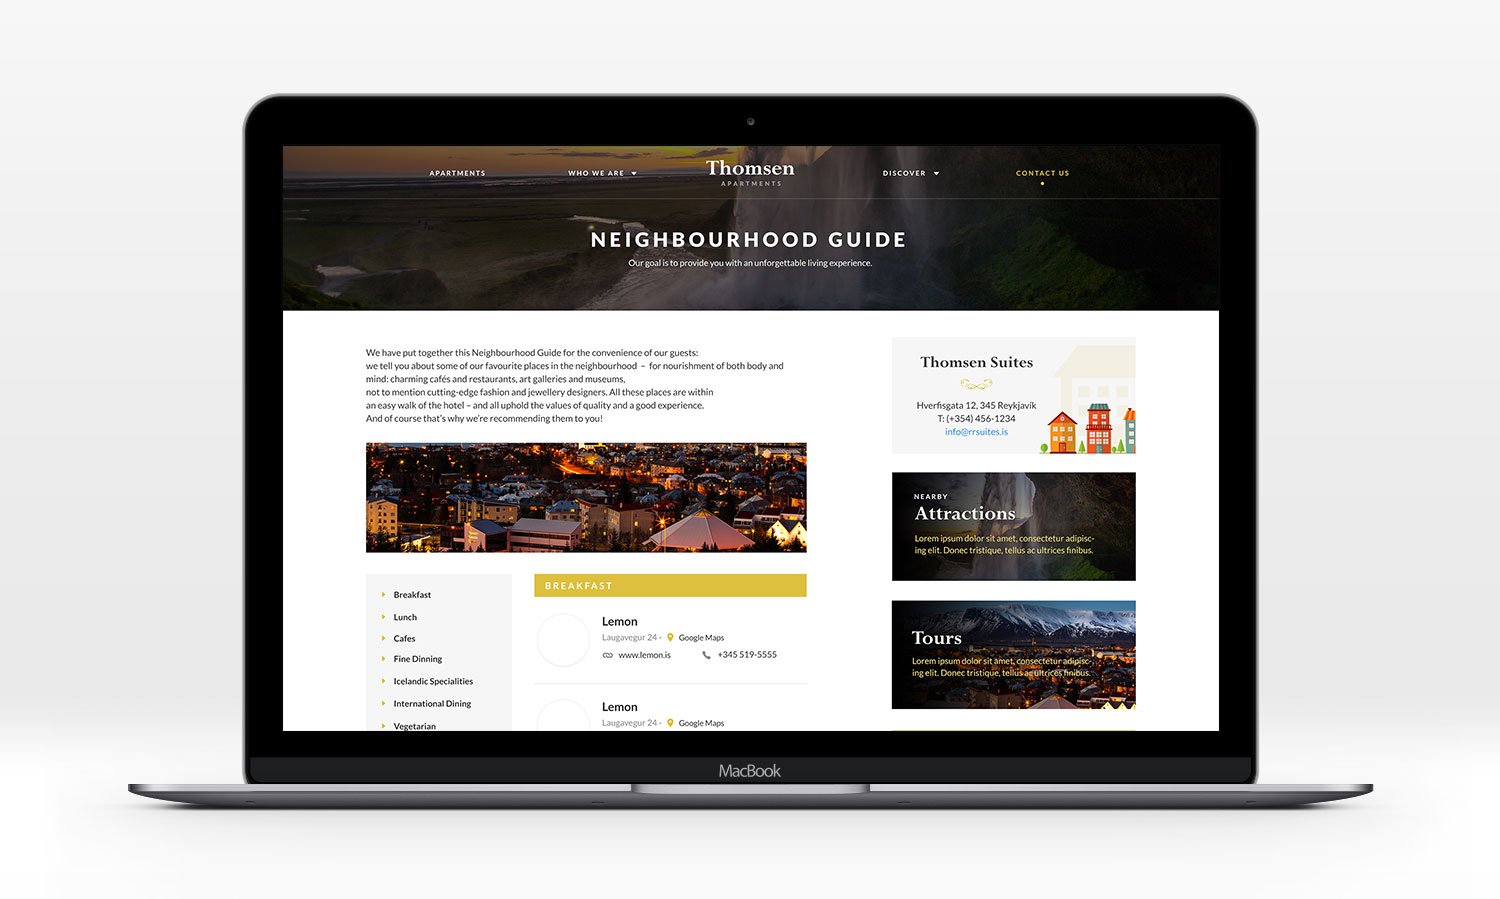 APARTMENTS
WHO WE ARE
Thomsen
APARTMENTS
DISCOVER
CONTACT US
NEIGHBOURHOOD GUIDE
Our goal is to provide you with an unforgettable living experience.
We have put together this Neighbourhood Guide for the convenience of our guests:
we tell you about some of our favourite places in the neighbourhood – for nourishment of both body and
mind: charming cafés and restaurants, art galleries and museums,
not to mention cutting-edge fashion and jewellery designers. All these places are within
an easy walk of the hotel – and all uphold the values of quality and a good experience.
And of course that's why we're recommending them to you!
Breakfast
Lunch
Cafes
Fine Dinning
Icelandic Specialities
International Dining
Vegetarian
BREAKFAST
Lemon
Laugavegur 24 - Google Maps
www.lemon.is +345 519-5555
Lemon
Laugavegur 24 - Google Maps
Thomsen Suites
Hverfisgata 12, 345 Reykjavík
T: (+354) 456-1234
info@rrsuites.is
NEARBY
Attractions
Lorem ipsum dolor sit amet, consectetur adipisc-
ing elit. Donec tristique, tellus ac ultrices finibus.
Tours
Lorem ipsum dolor sit amet, consectetur adipisc-
ing elit. Donec tristique, tellus ac ultrices finibus.
MacBook